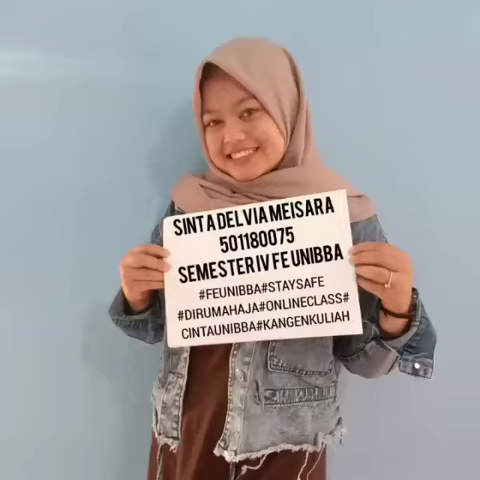 SINTA DELVIA MEISARA
501180075
SEMESTER IV FE UNIBBA
#FEUNIBBA#STAYSAFE
#DIRUMAHAJA#ONLINECLASS#
CINTAUNIBBA#KANGENKULIAH